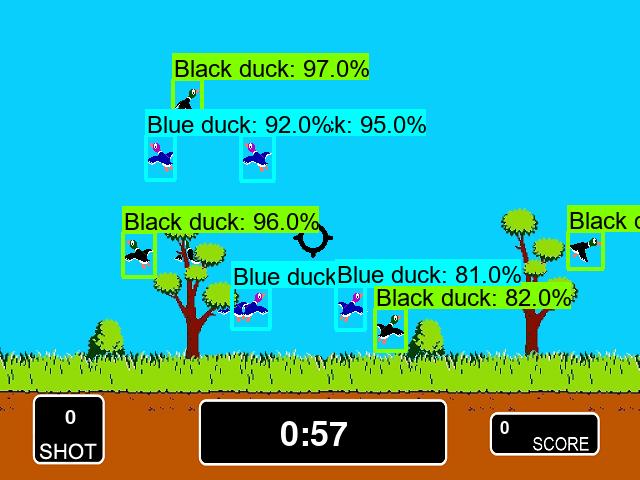 Black duck: 97.0%
Blue duck: 92.0%
k: 95.0%
Black duck: 96.0%
Black
Blue duck
Blue duck: 81.0%
Black duck: 82.0%
0
SHOT
0:57
0
SCORE